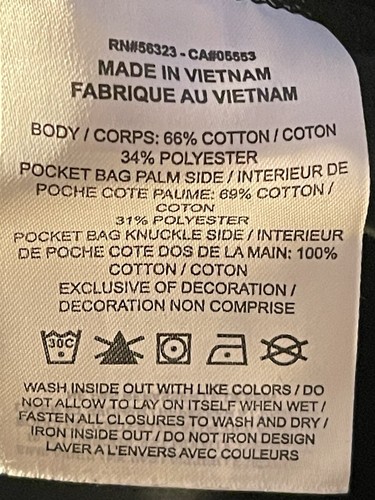 RN#56323 - CA#05553
MADE IN VIETNAM
FABRIQUE AU VIETNAM
BODY / CORPS: 66% COTTON / COTON
34% POLYESTER
POCKET BAG PALM SIDE / INTERIEUR DE
POCHE COTE PAUME: 69% COTTON /
COTON
31% POLYESTER
POCKET BAG KNUCKLE SIDE / INTERIEUR
DE POCHE COTE DOS DE LA MAIN: 100%
COTTON / COTON
EXCLUSIVE OF DECORATION /
DECORATION NON COMPRISE
30C
WASH INSIDE OUT WITH LIKE COLORS / DO
NOT ALLOW TO LAY ON ITSELF WHEN WET /
FASTEN ALL CLOSURES TO WASH AND DRY /
IRON INSIDE OUT / DO NOT IRON DESIGN
LAVER A L'ENVERS AVEC COULEURS